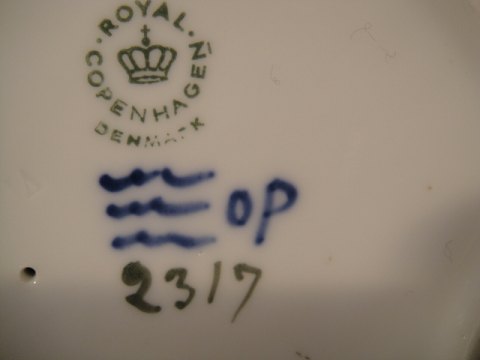 ROYAL
COPENHAGEN
DENMARK
OP
2317